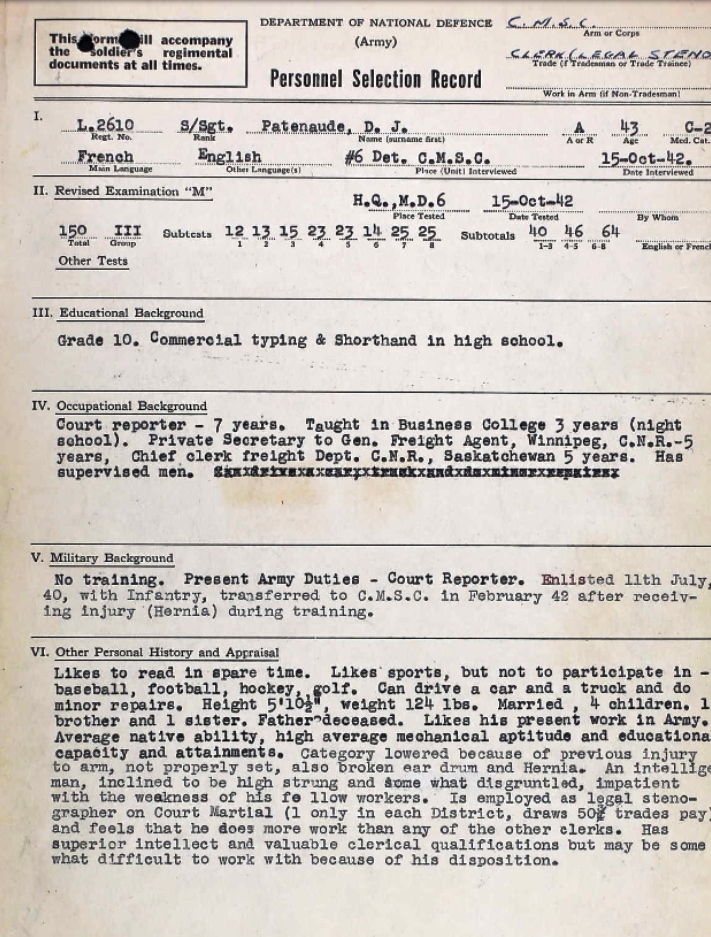 This form will accompany
the soldier's regimental
documents at all times.
DEPARTMENT OF NATIONAL DEFENCE
(Army)
Personnel Selection Record
C.M.S.C.
Arm or Corps
CLERK (LEGAL STENO
Trade (if Tradesman or Trade Trainee)
Work in Arm (if Non-Tradesman)
I.
L.2610 S/Sgt. Patenaude, D. J. A 43 C-2
Regt. No. Rank Name (surname first) A or R Age Med. Cat.
French English #6 Det. C.M.S.C. 15-Oct-42.
Main Language Other Language(s) Place (Unit) Interviewed Date Interviewed
II. Revised Examination "M" H.Q.,M.D.6 15-Oct-42
Place Tested Date Tested By Whom
150 III Subtests 12 13 15 23 23 14 25 25 Subtotals 40 46 64
Total Group 1 2 3 4 5 6 7 8 1-3 4-5 6-8 English or Frenc
Other Tests
III. Educational Background
Grade 10. Commercial typing & Shorthand in high school.
IV. Occupational Background
Court reporter - 7 years. Taught in Business College 3 years (night
school). Private Secretary to Gen. Freight Agent, Winnipeg, C.N.R.-5
years, Chief clerk freight Dept. C.N.R., Saskatchewan 5 years. Has
supervised men.
V. Military Background
No training. Present Army Duties - Court Reporter. Enlisted 11th July,
40, with Infantry, transferred to C.M.S.C. in February 42 after receiv-
ing injury (Hernia) during training.
VI. Other Personal History and Appraisal
Likes to read in spare time. Likes sports, but not to participate in -
baseball, football, hockey, golf. Can drive a car and a truck and do
minor repairs. Height 5'10½", weight 124 lbs. Married , 4 children. 1
brother and 1 sister. Father deceased. Likes his present work in Army.
Average native ability, high average mechanical aptitude and educationa
capacity and attainments. Category lowered because of previous injury
to arm, not properly set, also broken ear drum and Hernia. An intellige
man, inclined to be high strung and some what disgruntled, impatient
with the weakness of his fe llow workers. Is employed as legal steno-
grapher on Court Martial (1 only in each District, draws 50¢ trades pay)
and feels that he does more work than any of the other clerks. Has
superior intellect and valuable clerical qualifications but may be some
what difficult to work with because of his disposition.